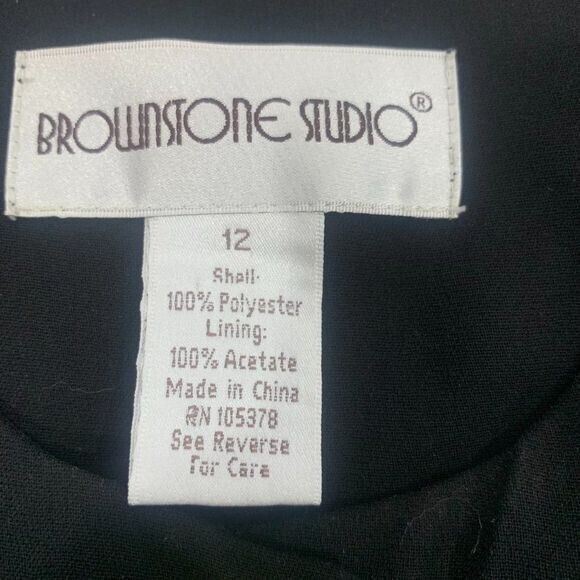 BROWNSTONE STUDIO®
12
Shell:
100% Polyester
Lining:
100% Acetate
Made in China
RN 105378
See Reverse
For Care